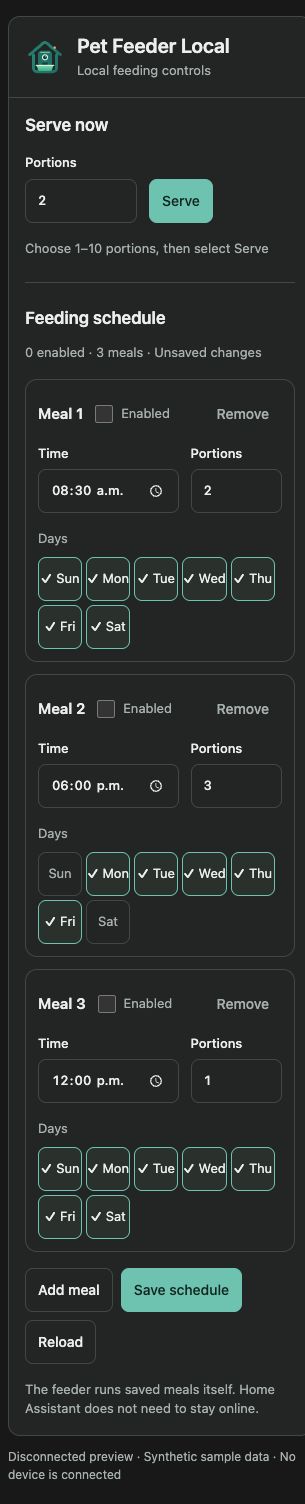 Pet Feeder Local
Local feeding controls
Serve now
Portions
2
Serve
Choose 1–10 portions, then select Serve
Feeding schedule
0 enabled · 3 meals · Unsaved changes
Meal 1 Enabled Remove
Time Portions
08:30 a.m. 2
Days
✓ Sun ✓ Mon ✓ Tue ✓ Wed ✓ Thu
✓ Fri ✓ Sat
Meal 2 Enabled Remove
Time Portions
06:00 p.m. 3
Days
Sun ✓ Mon ✓ Tue ✓ Wed ✓ Thu
✓ Fri Sat
Meal 3 Enabled Remove
Time Portions
12:00 p.m. 1
Days
✓ Sun ✓ Mon ✓ Tue ✓ Wed ✓ Thu
✓ Fri ✓ Sat
Add meal Save schedule
Reload
The feeder runs saved meals itself. Home
Assistant does not need to stay online.
Disconnected preview · Synthetic sample data · No
device is connected